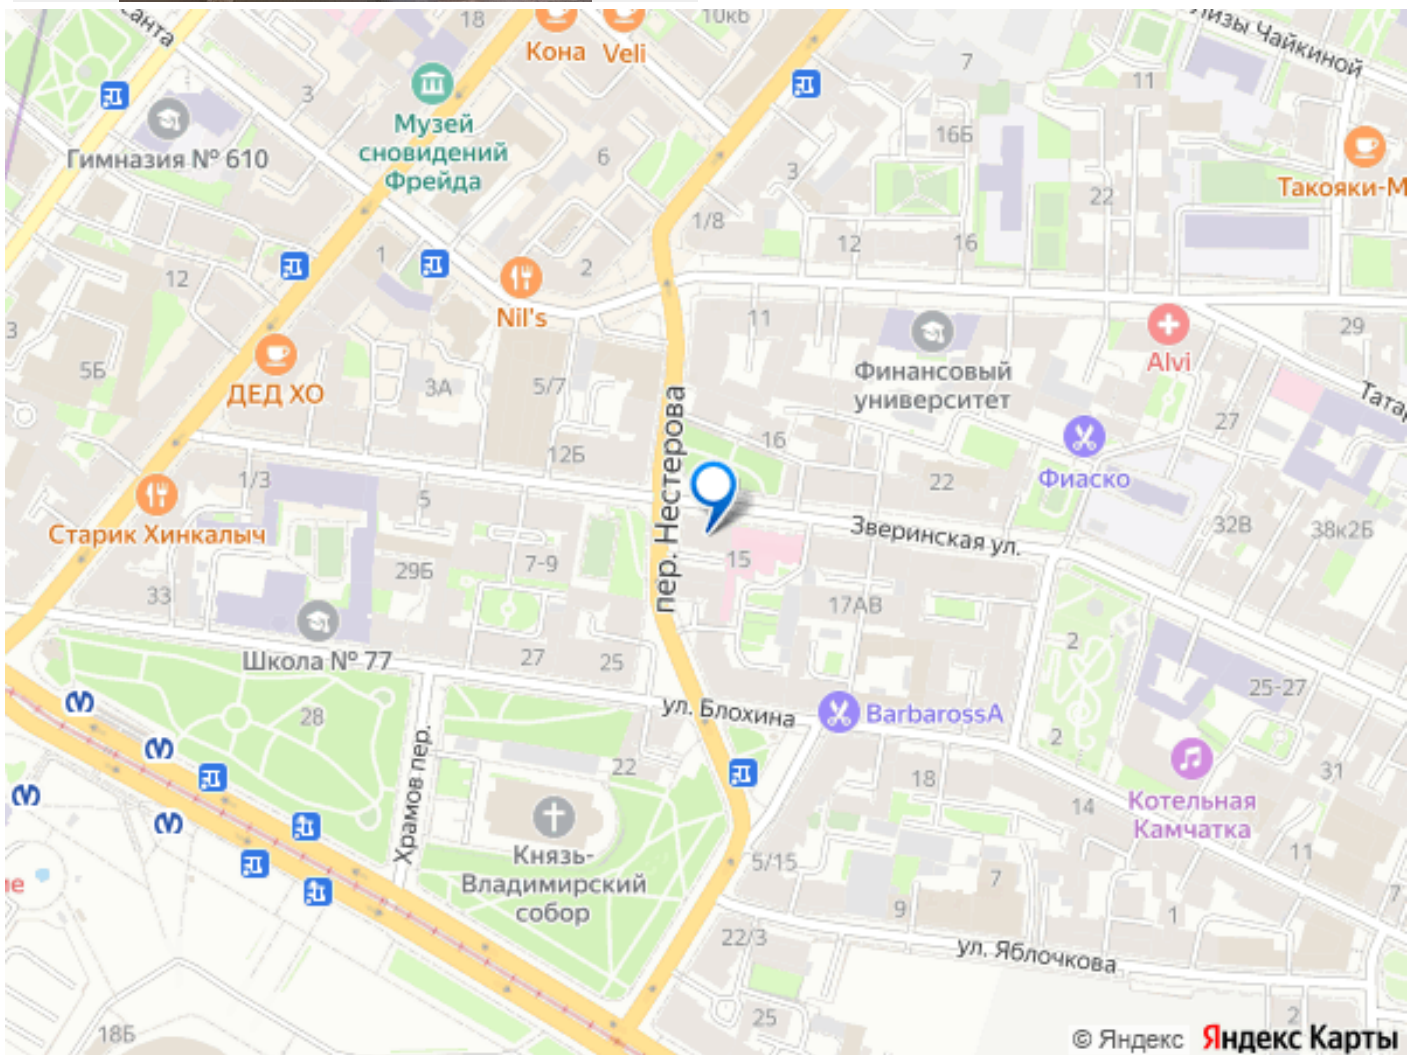 18
10к6
Лизы Чайкиной
Кона
Veli
7
11
3
Музей
сновидений
Фрейда
Гимназия № 610
6
16Б
3
22
Такояки-М
1/8
12
16
1
2
12
Nil's
11
29
3
5Б
ДЕД ХО
3А
5/7
Финансовый
университет
Alvi
Татар
27
пер. Нестерова
16
12Б
1/3
5
22
Фиаско
Старик Хинкалыч
Зверинская ул.
32В
38к2Б
33
29Б
7-9
15
17АВ
Школа № 77
27
25
2
25-27
28
ул. Блохина
BarbarossA
2
Храмов пер.
22
18
14
31
Котельная
Камчатка
Князь-
Владимирский
собор
5/15
7
11
7
9
1
22/3
ул. Яблочкова
18Б
25
2
© Яндекс Яндекс Карты